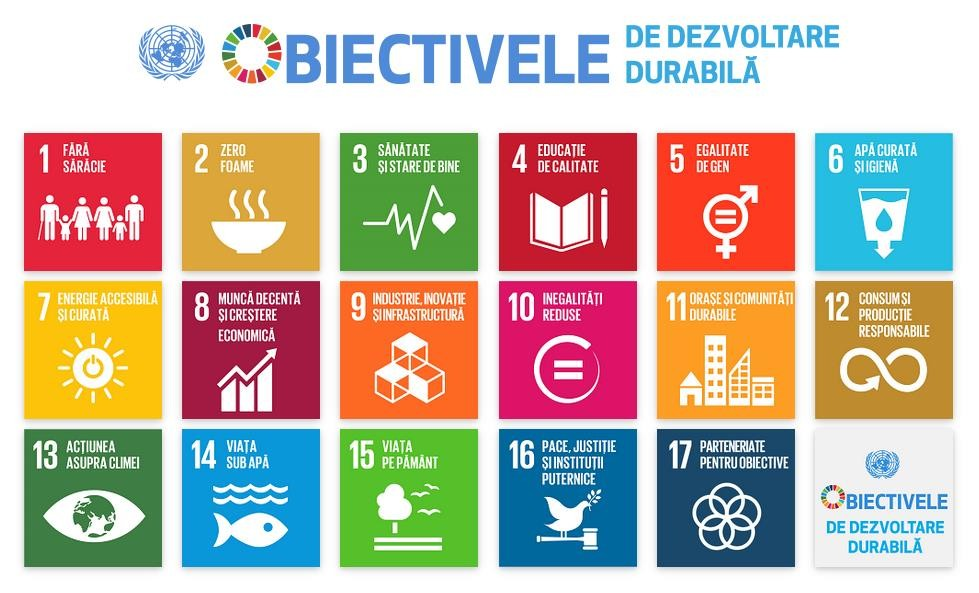 OBIECTIVELE
DE DEZVOLTARE
DURABILĂ
1 FĂRĂ
SĂRĂCIE
2 ZERO
FOAME
3 SĂNĂTATE
ȘI STARE DE BINE
4 EDUCAȚIE
DE CALITATE
5 EGALITATE
DE GEN
6 APĂ CURATĂ
ȘI IGIENĂ
7 ENERGIE ACCESIBILĂ
ȘI CURATĂ
8 MUNCĂ DECENTĂ
ȘI CREȘTERE
ECONOMICĂ
9 INDUSTRIE, INOVAȚIE
ȘI INFRASTRUCTURĂ
10 INEGALITĂȚI
REDUSE
11 ORAȘE ȘI COMUNITĂȚI
DURABILE
12 CONSUM ȘI
PRODUCȚIE
RESPONSABILE
13 ACȚIUNEA
ASUPRA CLIMEI
14 VIAȚA
SUB APĂ
15 VIAȚA
PE PĂMÂNT
16 PACE, JUSTIȚIE
ȘI INSTITUȚII
PUTERNICE
17 PARTENERIATE
PENTRU OBIECTIVE
OBIECTIVELE
DE DEZVOLTARE
DURABILĂ